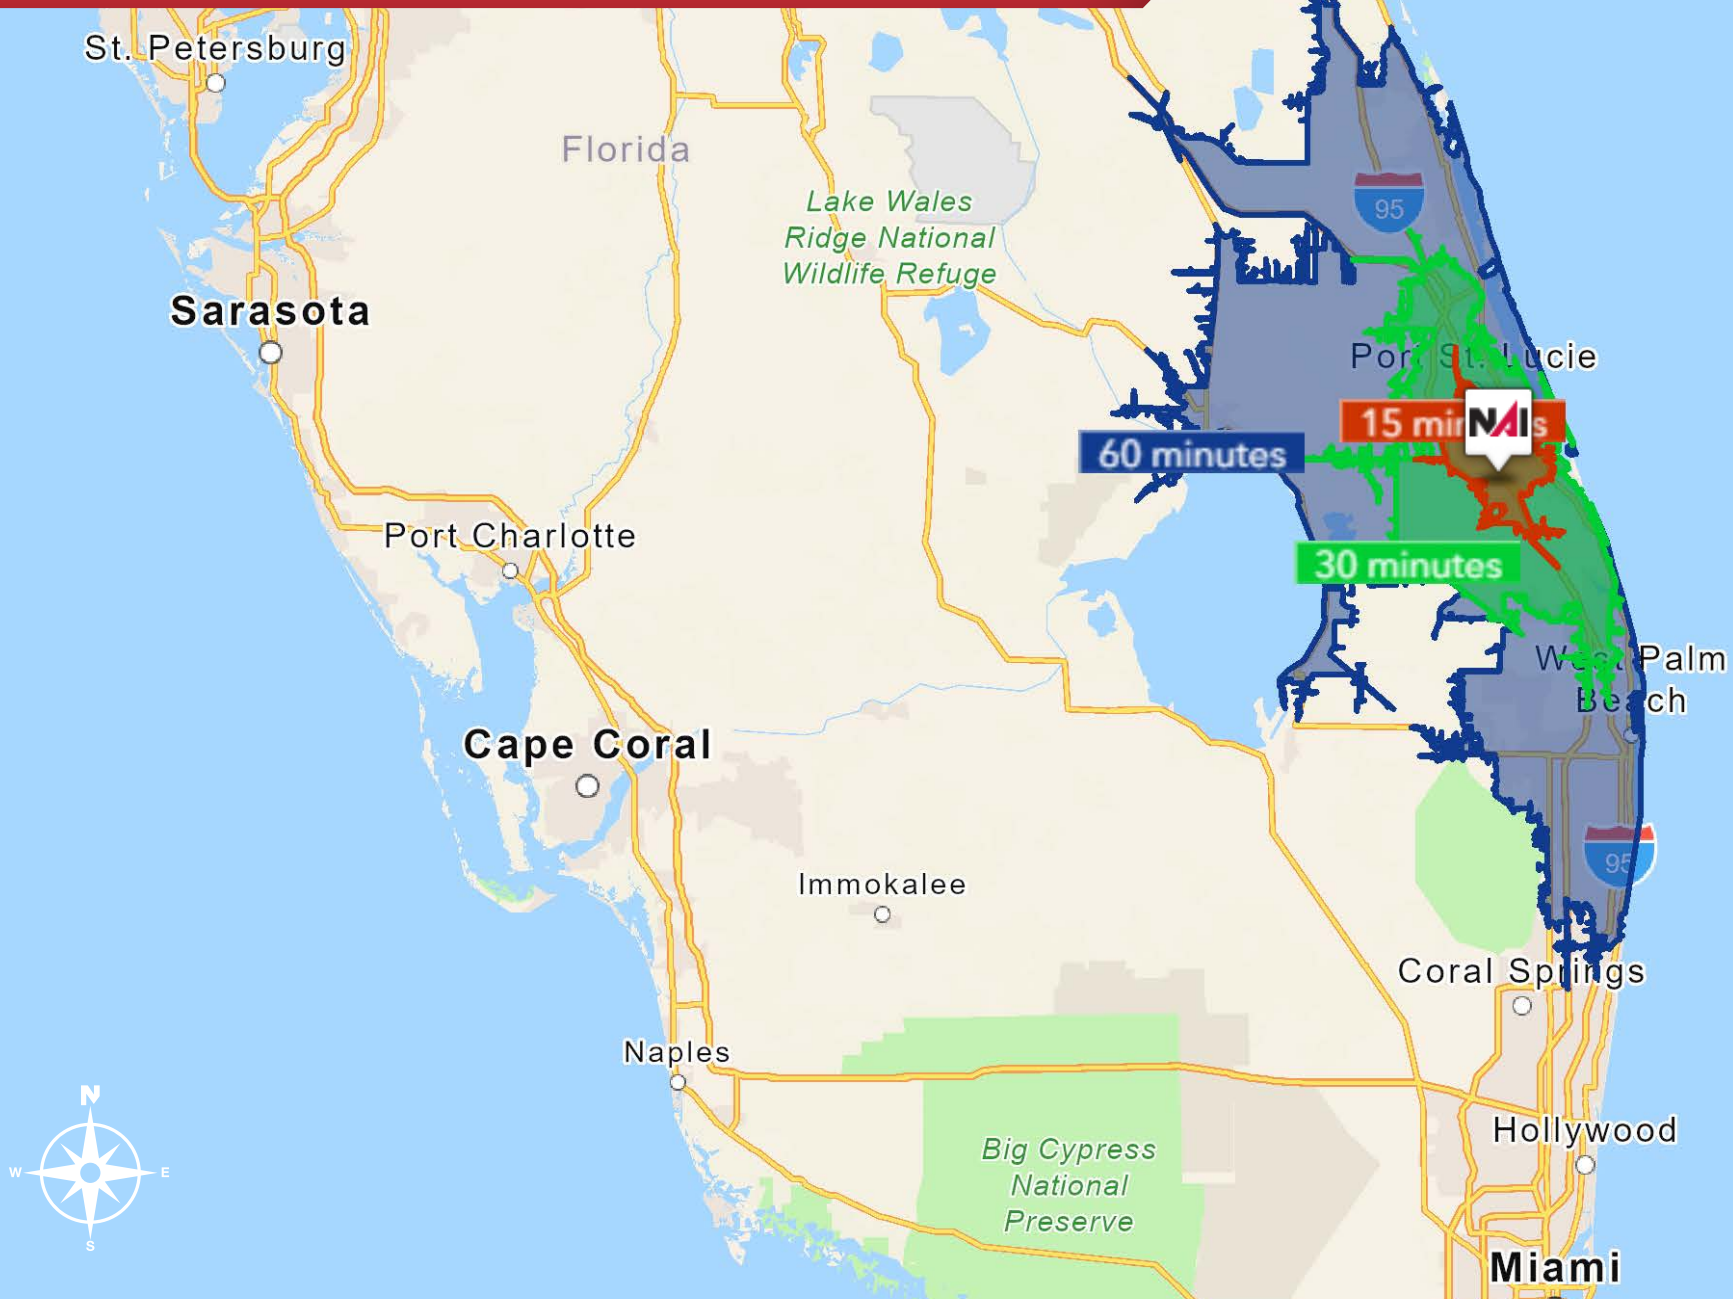 St. Petersburg
Florida
Lake Wales
Ridge National
Wildlife Refuge
95
Sarasota
Port St. Lucie
15 minutes
NAI
60 minutes
Port Charlotte
30 minutes
West Palm
Beach
Cape Coral
95
Immokalee
Coral Springs
Naples
N
W
E
S
Hollywood
Big Cypress
National
Preserve
Miami